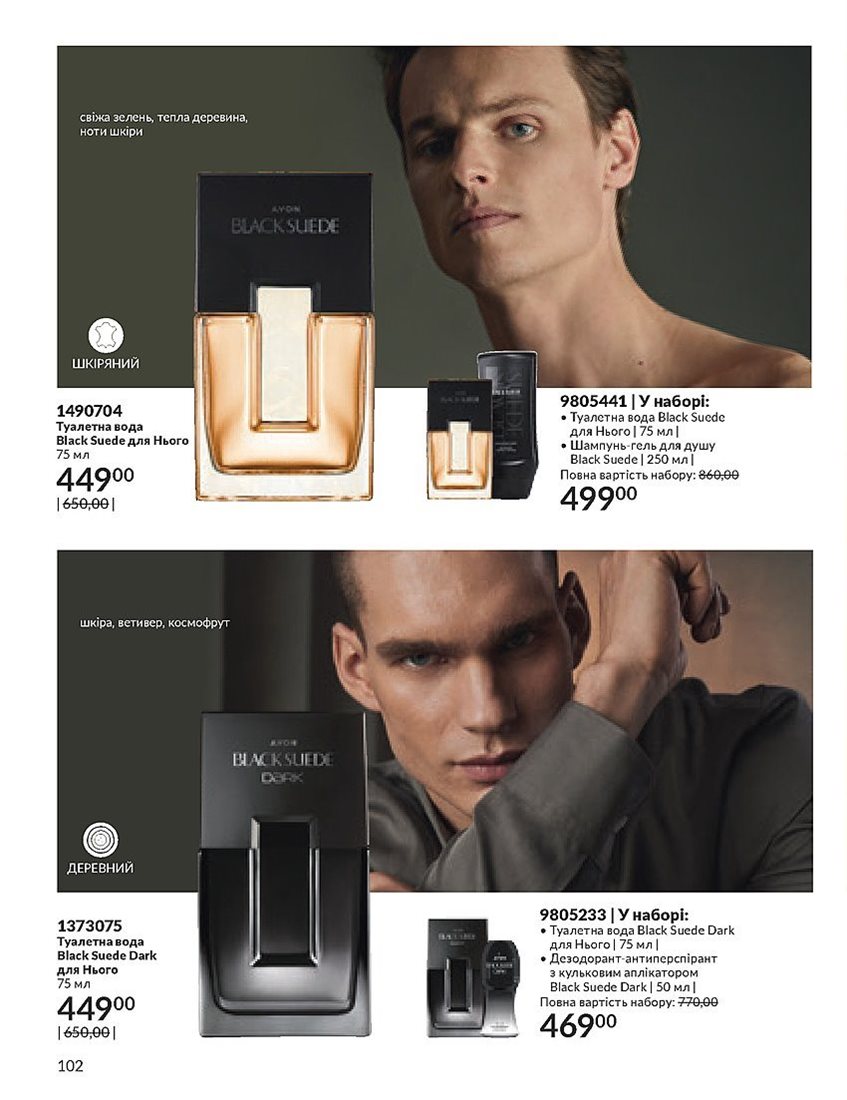 свіжа зелень, тепла деревина,
ноти шкіри
AVON
BLACK SUEDE
ШКІРЯНИЙ
1490704
Туалетна вода
Black Suede для Нього
75 мл
449⁰⁰
| 650,00 |
9805441 | У наборі:
• Туалетна вода Black Suede
для Нього | 75 мл |
• Шампунь-гель для душу
Black Suede | 250 мл |
Повна вартість набору: 860,00
499⁰⁰
шкіра, ветивер, космофрут
AVON
BLACK SUEDE
DARK
ДЕРЕВНИЙ
1373075
Туалетна вода
Black Suede Dark
для Нього
75 мл
449⁰⁰
| 650,00 |
9805233 | У наборі:
• Туалетна вода Black Suede Dark
для Нього | 75 мл |
• Дезодорант-антиперспірант
з кульковим аплікатором
Black Suede Dark | 50 мл |
Повна вартість набору: 770,00
469⁰⁰
102